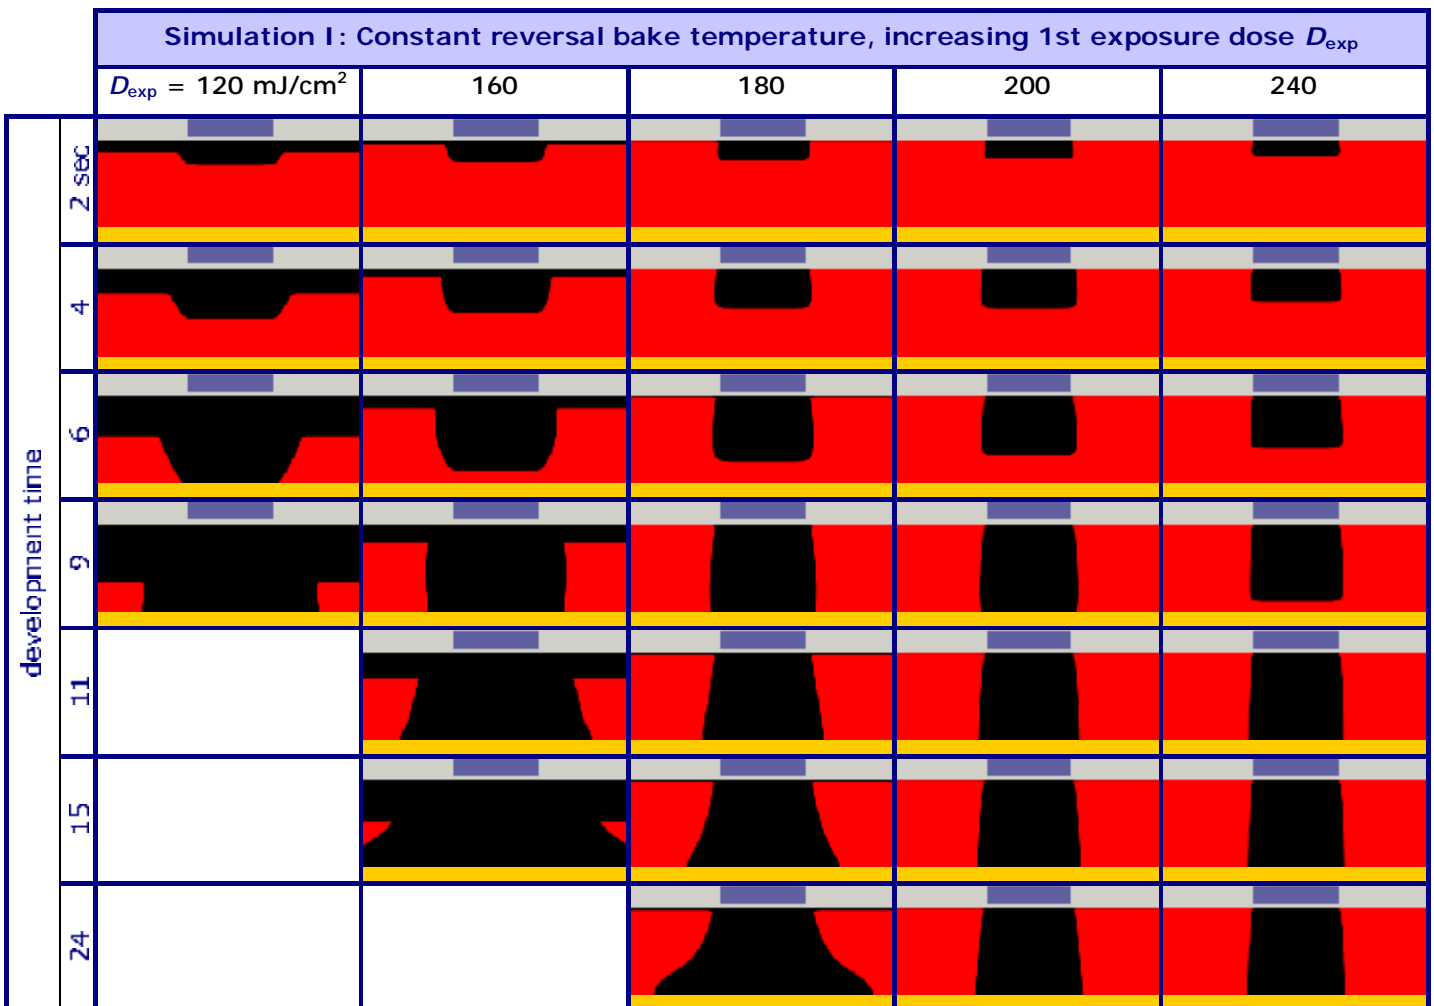 Simulation I: Constant reversal bake temperature, increasing 1st exposure dose Dexp
Dexp = 120 mJ/cm² 160 180 200 240
development time
2 sec
4
6
9
11
15
24